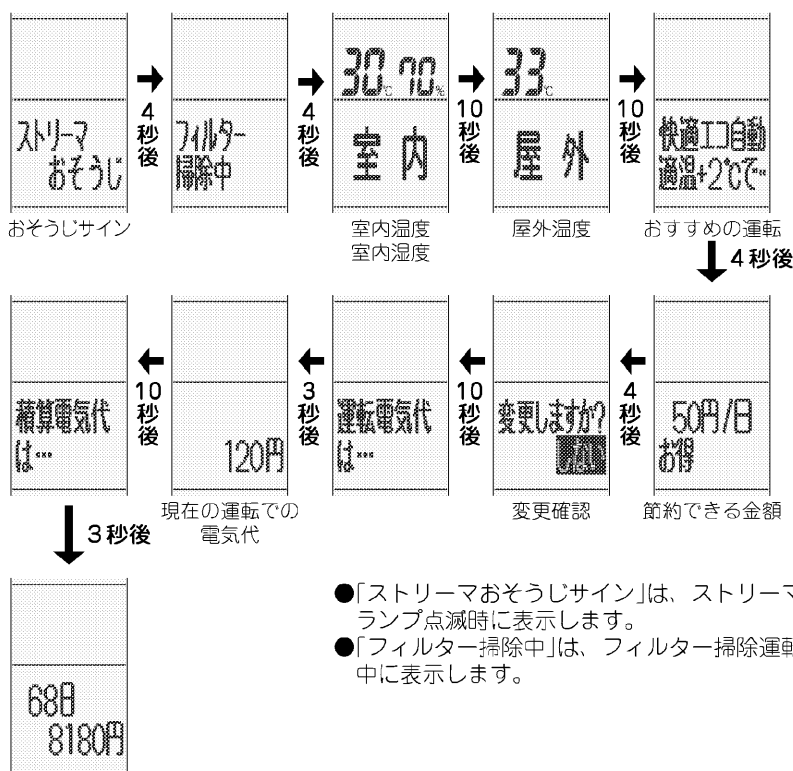 ストリーマ
おそうじ
おそうじサイン
4秒後
フィルター
掃除中
4秒後
30℃ 70%
室内
室内温度
室内湿度
10秒後
33℃
屋外
屋外温度
10秒後
快適エコ自動
適温+2℃で…
おすすめの運転
4秒後
50円/日
お得
節約できる金額
4秒後
変更しますか?
変更確認
10秒後
運転電気代
は…
3秒後
120円
現在の運転での
電気代
10秒後
積算電気代
は…
3秒後
68日
8180円
●「ストリーマおそうじサイン」は、ストリーマ
ランプ点滅時に表示します。
●「フィルター掃除中」は、フィルター掃除運転
中に表示します。